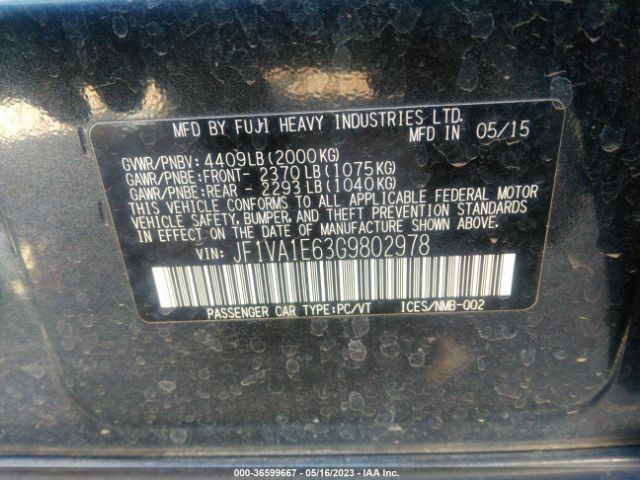 MFD BY FUJI HEAVY INDUSTRIES LTD.
MFD IN 05/15
GVWR/PNBV: 4409LB(2000KG)
GAWR/PNBE:FRONT- 2370LB(1075KG)
GAWR/PNBE:REAR - 2293LB(1040KG)
THIS VEHICLE CONFORMS TO ALL APPLICABLE FEDERAL MOTOR
VEHICLE SAFETY, BUMPER, AND THEFT PREVENTION STANDARDS
IN EFFECT ON THE DATE OF MANUFACTURE SHOWN ABOVE.
VIN: JF1VA1E63G9802978
PASSENGER CAR TYPE:PC/VT ICES/NMB-002
0-36599667 - 05/16/2023 - IAA Inc.